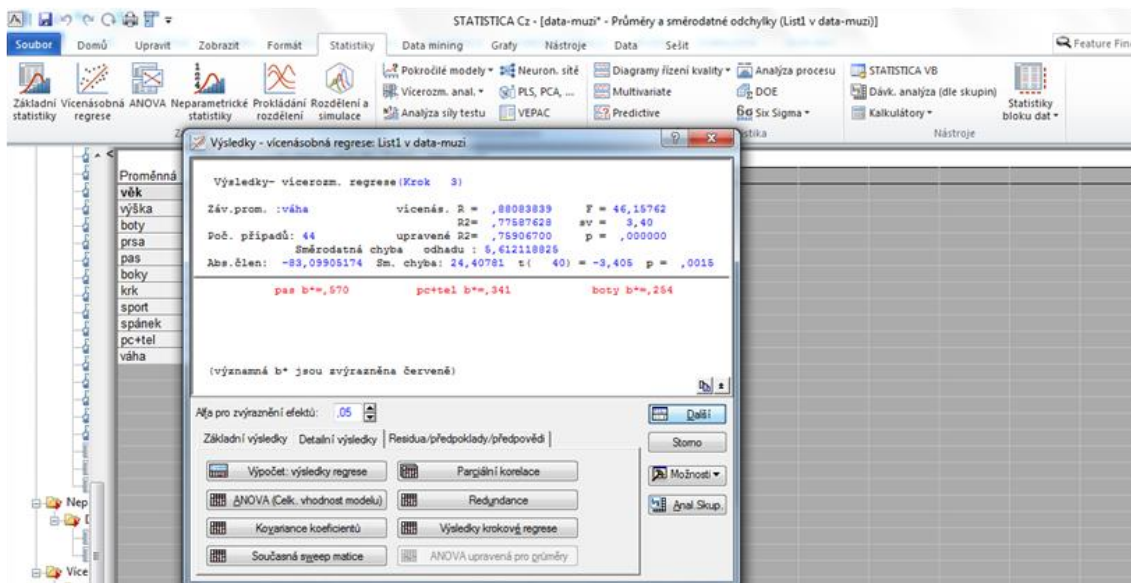 STATISTICA Cz - [data-muzi* - Průměry a směrodatné odchylky (List1 v data-muzi)]
Soubor Domů Upravit Zobrazit Formát Statistiky Data mining Grafy Nástroje Data Sešit Feature Fin
Základní statistiky
Vícenásobná regrese
ANOVA
Neparametrické statistiky
Prokládání rozdělení
Rozdělení a simulace
Pokročilé modely
Vícerozm. anal.
Analýza síly testu
Neuron. sítě
PLS, PCA, ...
VEPAC
Diagramy řízení kvality
Multivariate
Predictive
Analýza procesu
DOE
Six Sigma
STATISTICA VB
Dávk. analýza (dle skupin)
Kalkulátory
Statistiky bloku dat
Z
stika
Nástroje
Proměnná
věk
výška
boty
prsa
pas
boky
krk
sport
spánek
pc+tel
váha
Nep
Více
Výsledky - vícenásobná regrese: List1 v data-muzi
Výsledky- vícerozm. regrese(Krok 3)
Záv.prom. :váha vícenás. R = ,88083839 F = 46,15762
R2= ,77587628 sv = 3,40
Poč. případů: 44 upravené R2= ,75906700 p = ,000000
Směrodatná chyba odhadu : 5,612118825
Abs.člen: -83,09905174 Sm. chyba: 24,40781 t( 40) = -3,405 p = ,0015
pas b*=,570 pc+tel b*=,341 boty b*=,254
(významná b* jsou zvýrazněna červeně)
Alfa pro zvýraznění efektů: ,05
Další
Základní výsledky Detailní výsledky Residua/předpoklady/předpovědi
Storno
Výpočet: výsledky regrese Parciální korelace
Možnosti
ANOVA (Celk. vhodnost modelu) Redundance
Anal.Skup.
Kovariance koeficientů Výsledky krokové regrese
Současná sweep matice ANOVA upravená pro průměry